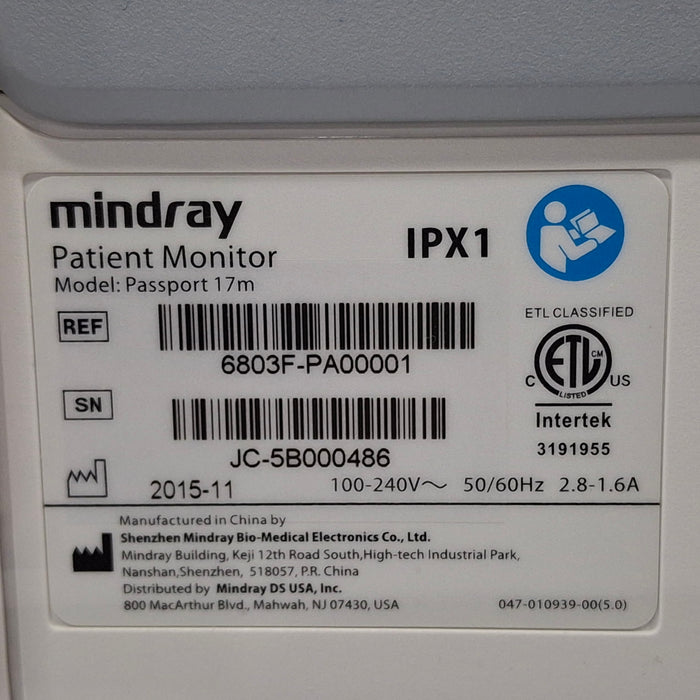 mindray
Patient Monitor
IPX1
Model: Passport 17m
REF
6803F-PA00001
SN
JC-5B000486
2015-11
100-240V～ 50/60Hz 2.8-1.6A
ETL CLASSIFIED
ETL CM
C US
LISTED
Intertek
3191955
Manufactured in China by
Shenzhen Mindray Bio-Medical Electronics Co., Ltd.
Mindray Building, Keji 12th Road South,High-tech Industrial Park,
Nanshan,Shenzhen, 518057, P.R. China
Distributed by Mindray DS USA, Inc.
800 MacArthur Blvd., Mahwah, NJ 07430, USA
047-010939-00(5.0)